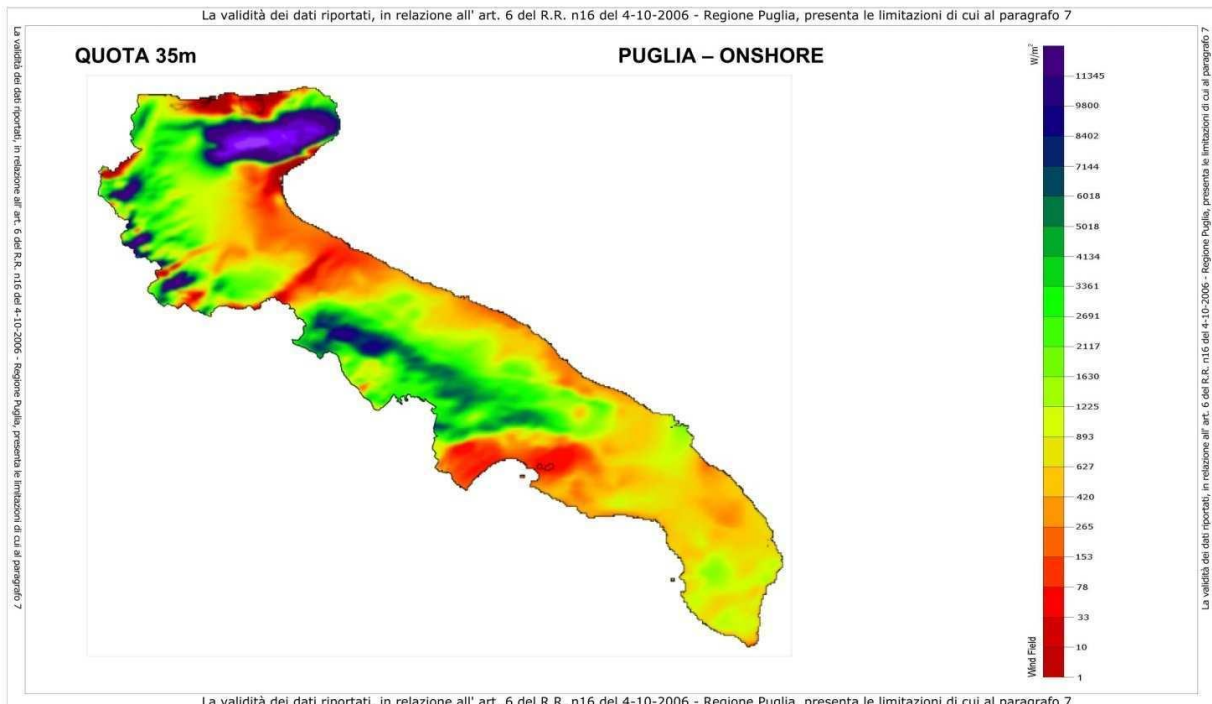 La validità dei dati riportati, in relazione all' art. 6 del R.R. n16 del 4-10-2006 - Regione Puglia, presenta le limitazioni di cui al paragrafo 7
La validità dei dati riportati, in relazione all' art. 6 del R.R. n16 del 4-10-2006 - Regione Puglia, presenta le limitazioni di cui al paragrafo 7
QUOTA 35m
PUGLIA – ONSHORE
W/m²
11345
9800
8402
7144
6018
5018
4134
3361
2691
2117
1630
1225
893
627
420
265
153
78
33
10
1
Wind Field
La validità dei dati riportati, in relazione all' art. 6 del R.R. n16 del 4-10-2006 - Regione Puglia, presenta le limitazioni di cui al paragrafo 7
La validità dei dati riportati, in relazione all' art. 6 del R.R. n16 del 4-10-2006 - Regione Puglia, presenta le limitazioni di cui al paragrafo 7